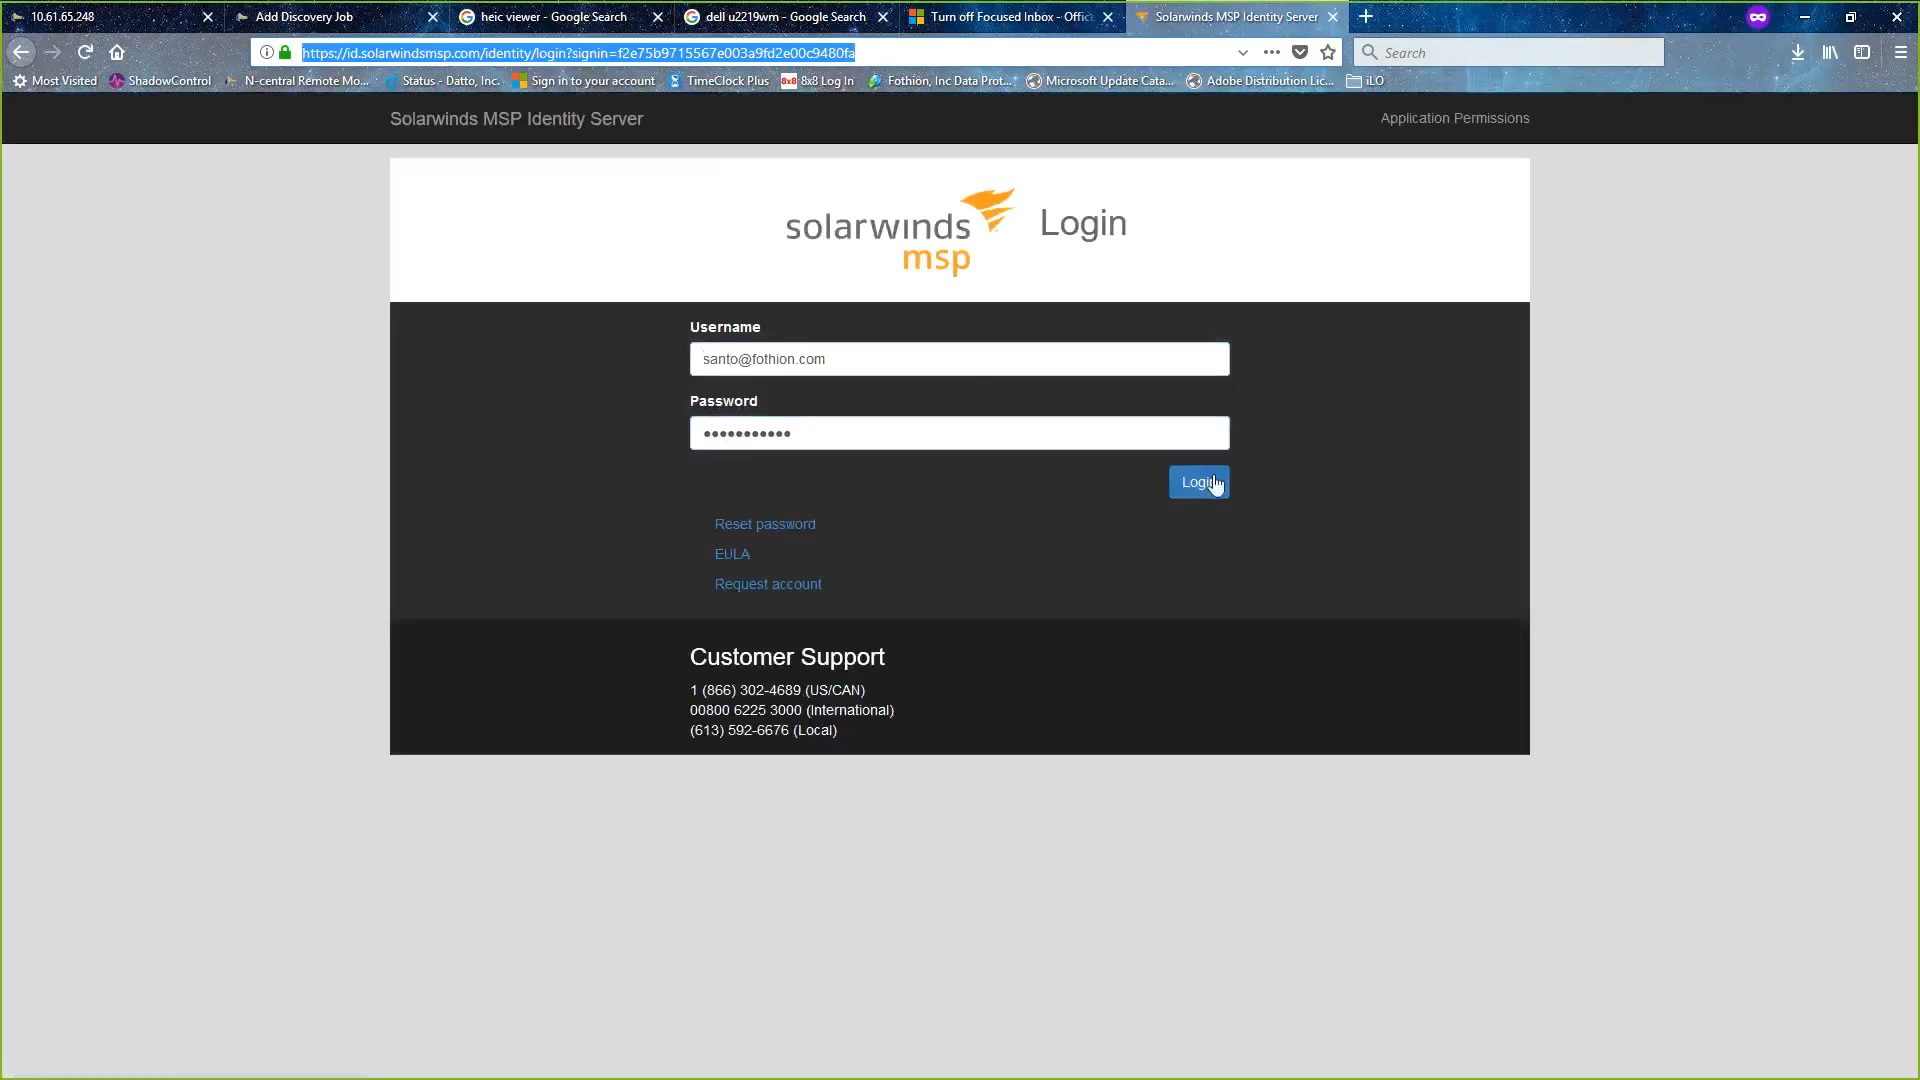 10.61.65.248
Add Discovery Job
heic viewer - Google Search
dell u2219wm - Google Search
Turn off Focused Inbox - Offic
Solarwinds MSP Identity Server
https://id.solarwindsmsp.com/identity/login?signin=f2e75b9715567e003a9fd2e00c9480fa
Search
Most Visited
ShadowControl
N-central Remote Mo...
Status - Datto, Inc.
Sign in to your account
TimeClock Plus
8x8 Log In
Fothion, Inc Data Prot...
Microsoft Update Cata...
Adobe Distribution Lic...
iLO
Solarwinds MSP Identity Server
Application Permissions
solarwinds msp
Login
Username
santo@fothion.com
Password
•••••••••••
Login
Reset password
EULA
Request account
Customer Support
1 (866) 302-4689 (US/CAN)
00800 6225 3000 (International)
(613) 592-6676 (Local)